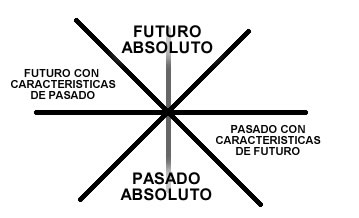 FUTURO
ABSOLUTO
FUTURO CON
CARACTERISTICAS
DE PASADO
PASADO CON
CARACTERISTICAS
DE FUTURO
PASADO
ABSOLUTO